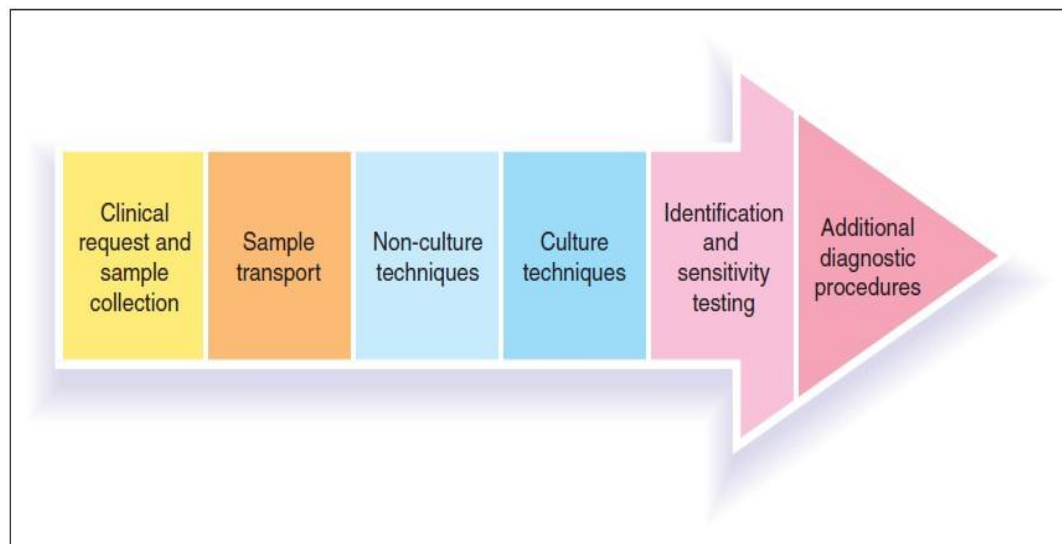 Clinical
request and
sample
collection
Sample
transport
Non-culture
techniques
Culture
techniques
Identification
and
sensitivity
testing
Additional
diagnostic
procedures